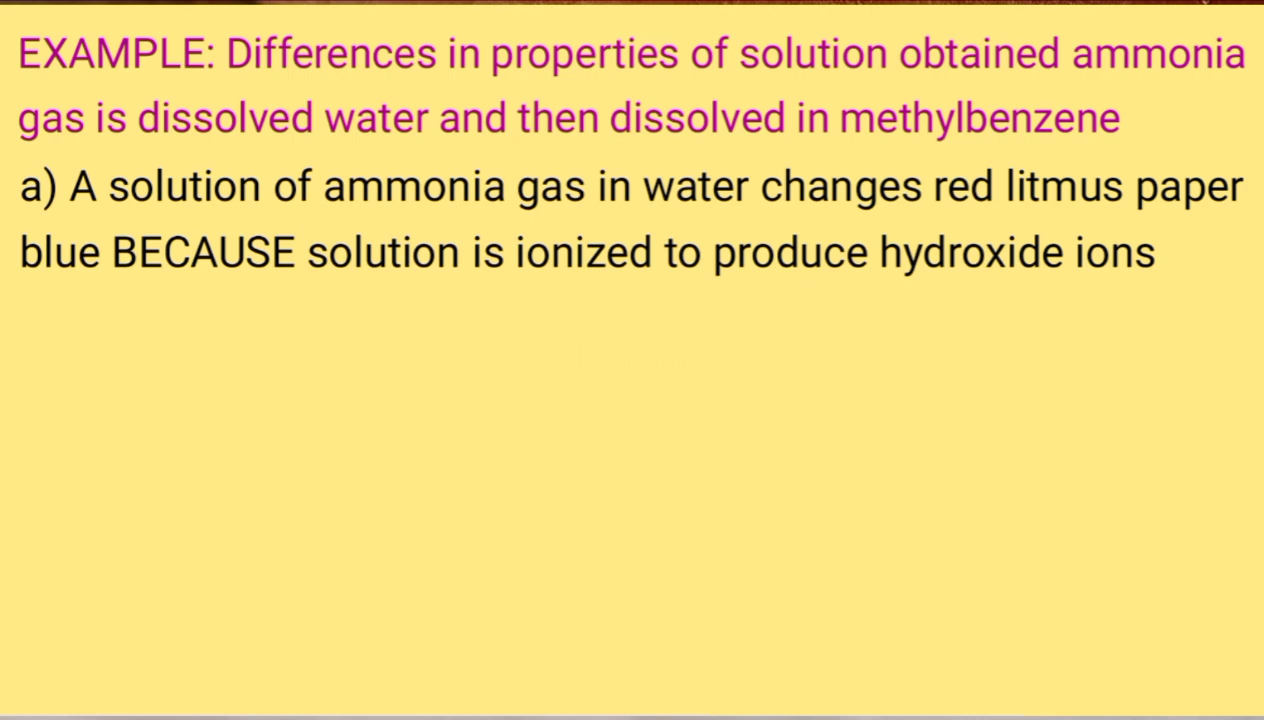 EXAMPLE: Differences in properties of solution obtained ammonia
gas is dissolved water and then dissolved in methylbenzene
a) A solution of ammonia gas in water changes red litmus paper
blue BECAUSE solution is ionized to produce hydroxide ions